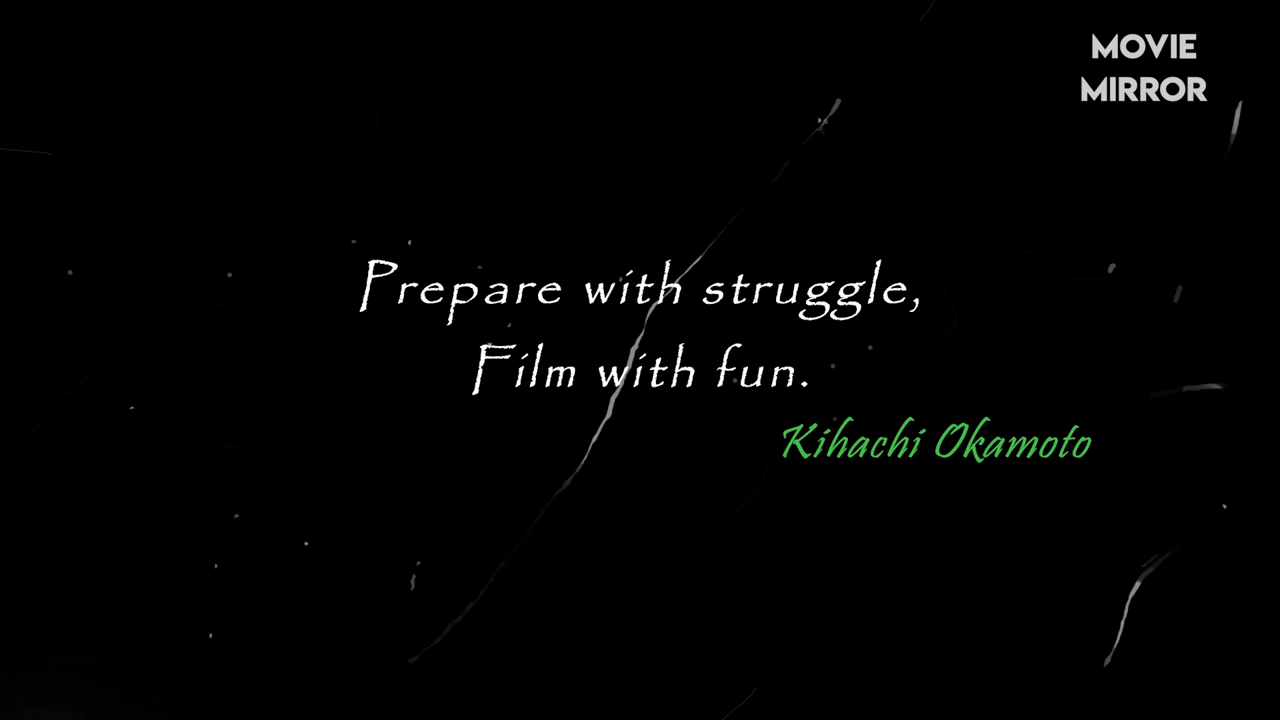 MOVIE
MIRROR
Prepare with struggle,
Film with fun.
Kihachi Okamoto